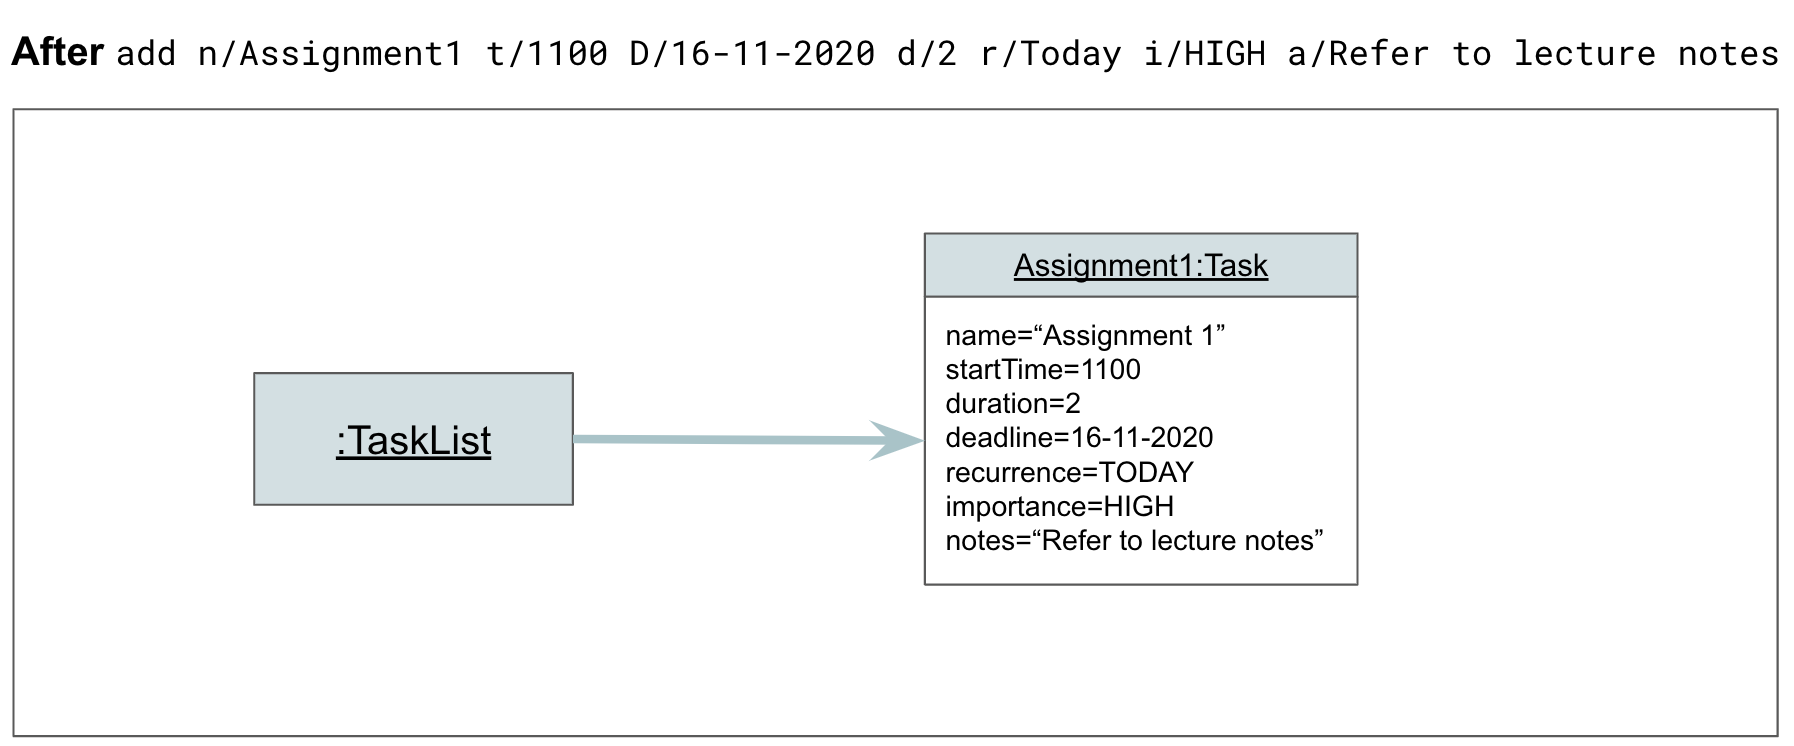 After add n/Assignment1 t/1100 D/16-11-2020 d/2 r/Today i/HIGH a/Refer to lecture notes
:TaskList
Assignment1:Task
name=“Assignment 1”
startTime=1100
duration=2
deadline=16-11-2020
recurrence=TODAY
importance=HIGH
notes=“Refer to lecture notes”